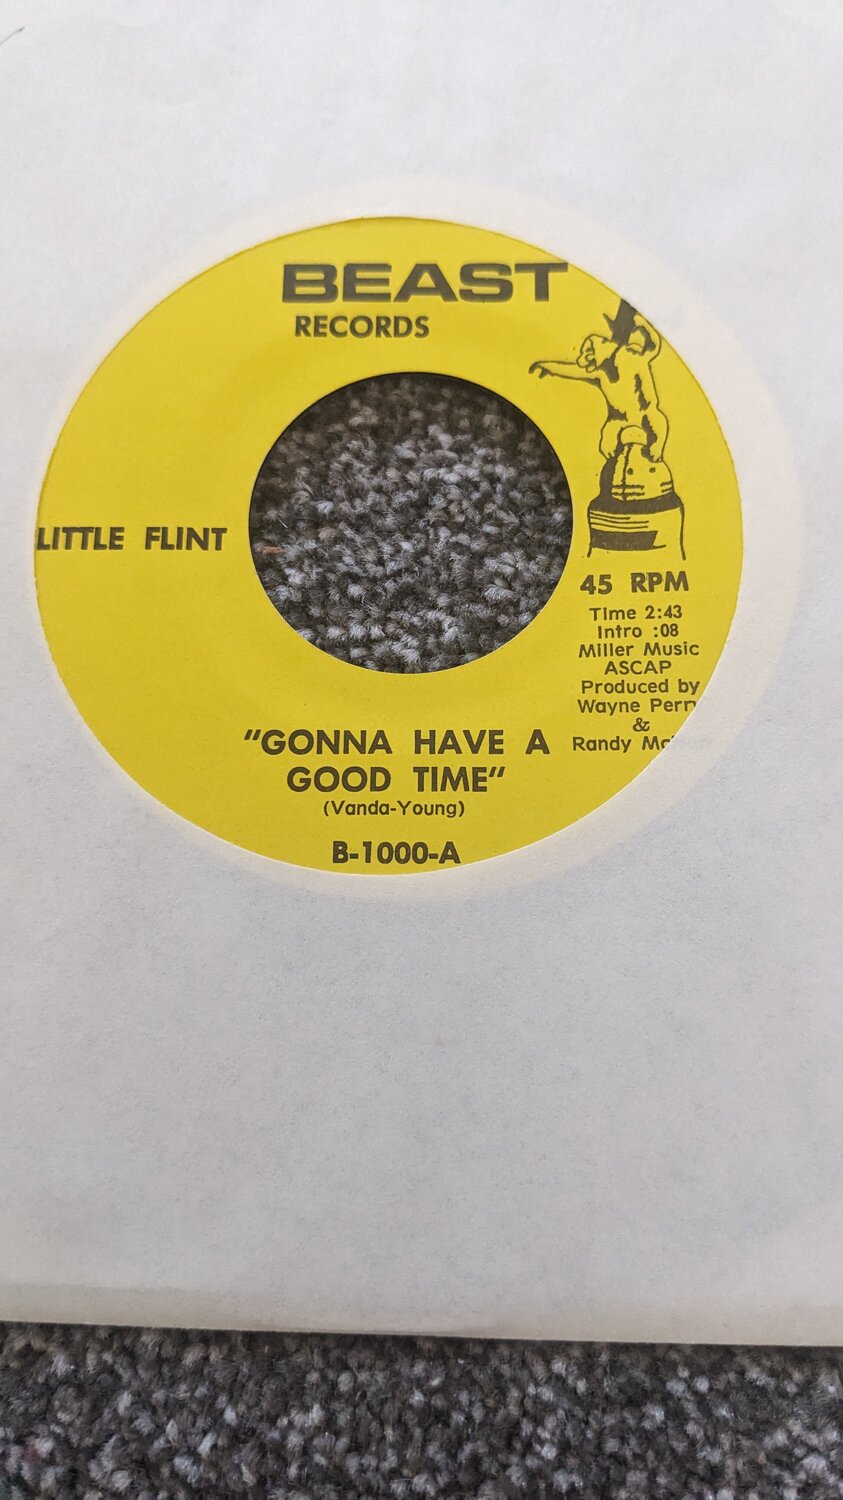 BEAST
RECORDS
LITTLE FLINT
45 RPM
Time 2:43
Intro :08
Miller Music
ASCAP
Produced by
Wayne Perry
&
Randy
"GONNA HAVE A
GOOD TIME"
(Vanda-Young)
B-1000-A